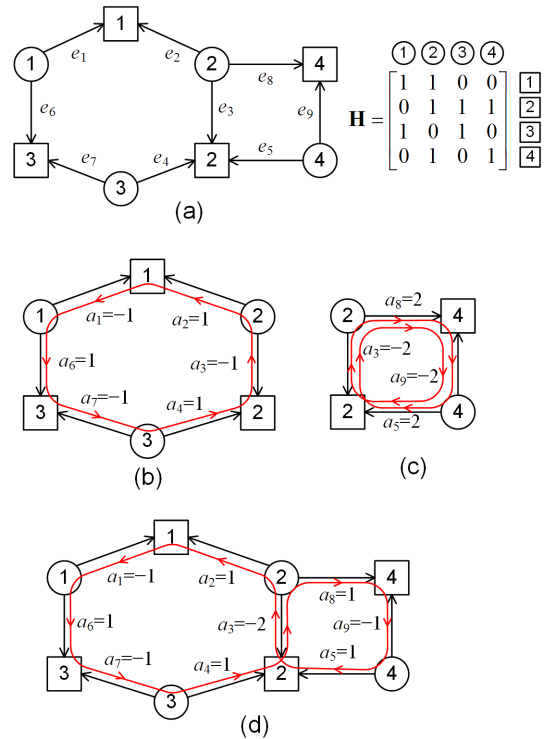 1 2 3 4
1 1 0 0 1
0 1 1 1 2
H =
1 0 1 0 3
0 1 0 1 4
1
e1 e2
1 2 4
e8
e6 e3 e9
3 e7 e4 2 e5 4
3
(a)
1
1 a1=−1 a2=1 2
a6=1 a3=−1
a7=−1 a4=1
3 2
3
(b)
a8=2
2 4
a3=−2
a9=−2
2 4
a5=2
(c)
1
1 a1=−1 a2=1 2 4
a8=1
a6=1 a3=−2 a9=−1
a7=−1 a4=1 a5=1
3 2 4
3
(d)